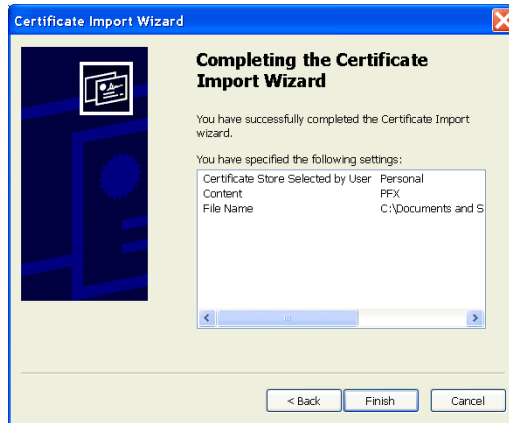 Certificate Import Wizard
Completing the Certificate
Import Wizard
You have successfully completed the Certificate Import
wizard.
You have specified the following settings:
Certificate Store Selected by User Personal
Content PFX
File Name C:\Documents and S
< Back Finish Cancel